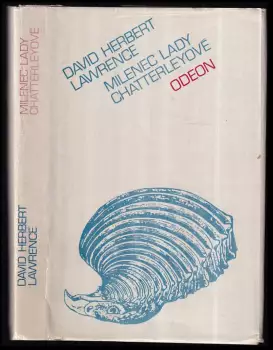 DAVID HERBERT
LAWRENCE
MILENEC LADY
CHATTERLEYOVÉ
ODEON
MILENEC LADY
CHATTERLEYOVÉ
DAVID HERBERT
LAWRENCE